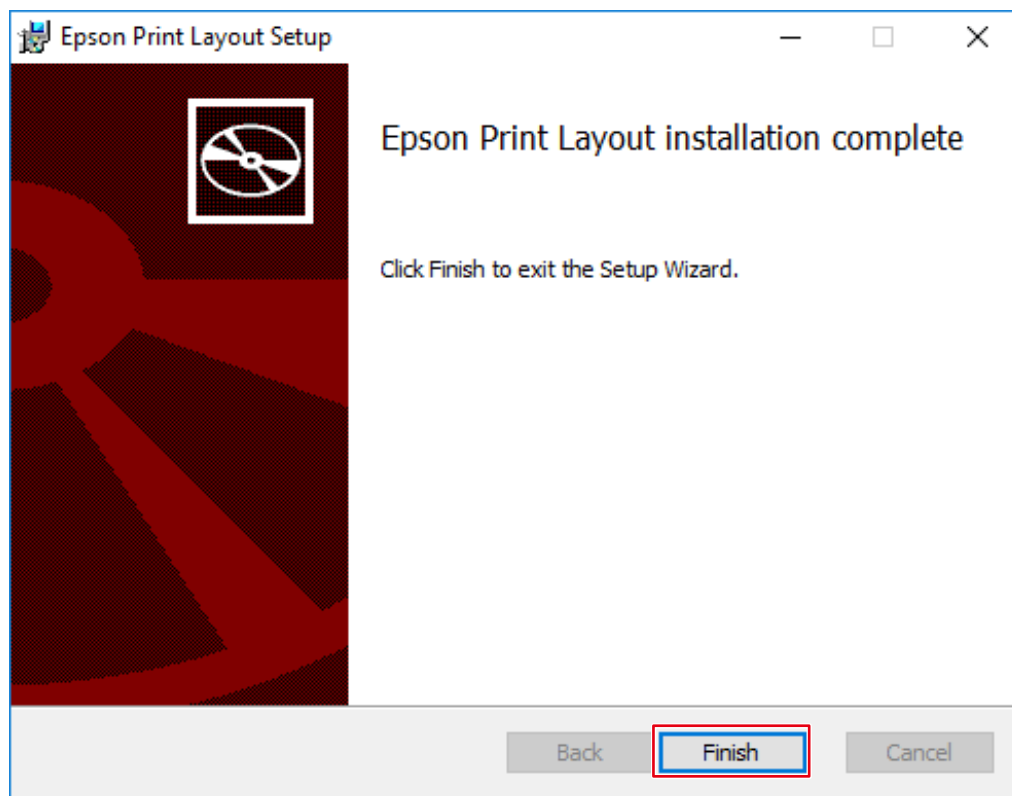 Epson Print Layout Setup
Epson Print Layout installation complete
Click Finish to exit the Setup Wizard.
Back Finish Cancel